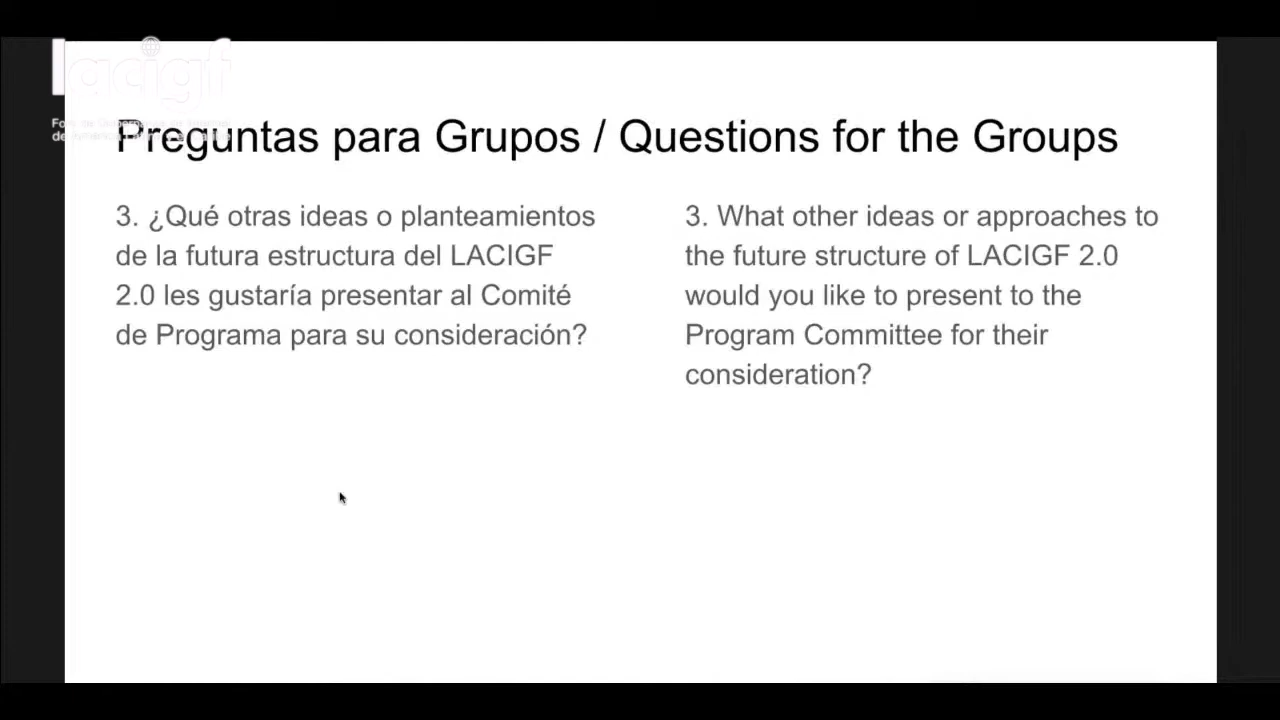 lacigf
Preguntas para Grupos / Questions for the Groups
3. ¿Qué otras ideas o planteamientos
de la futura estructura del LACIGF
2.0 les gustaría presentar al Comité
de Programa para su consideración?
3. What other ideas or approaches to
the future structure of LACIGF 2.0
would you like to present to the
Program Committee for their
consideration?